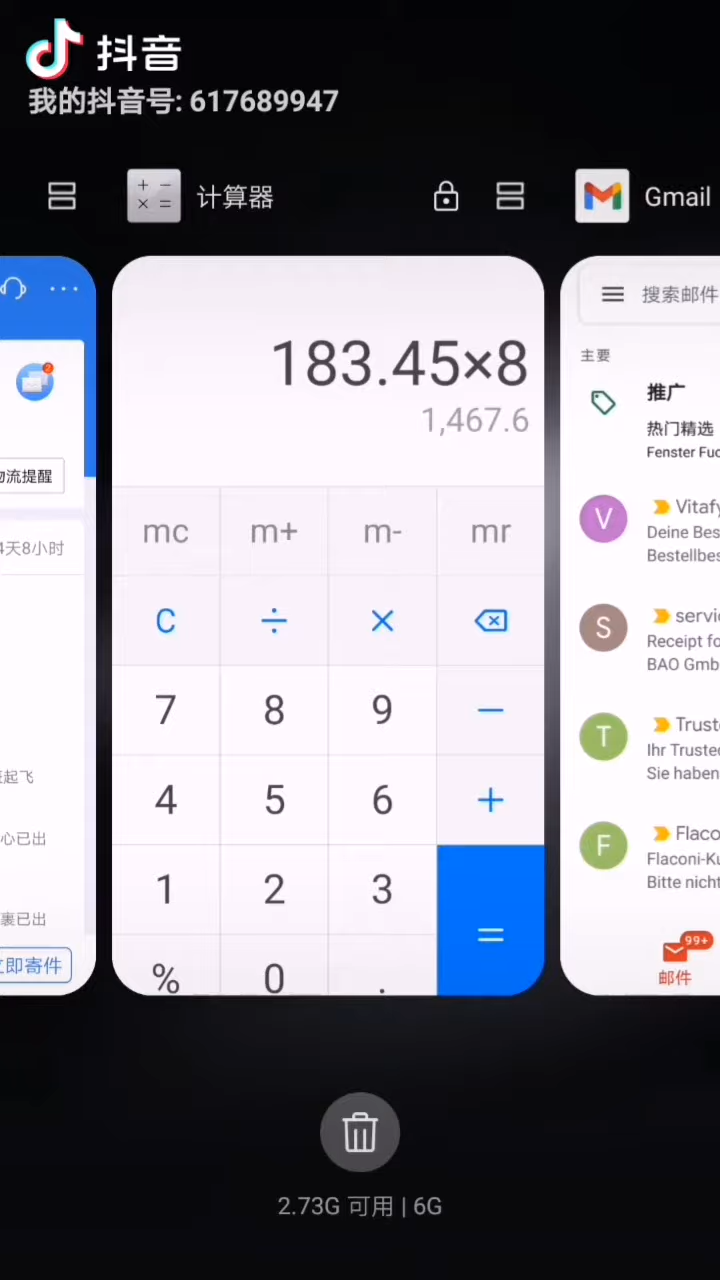 抖音
我的抖音号: 617689947
计算器
Gmail
2
物流提醒
4天8小时
起飞
心已出
裹已出
立即寄件
183.45×8
1,467.6
mc m+ m- mr
C ÷ ×
7 8 9 −
4 5 6 +
1 2 3 =
% 0 .
搜索邮件
主要
推广
热门精选
Fenster Fuc
V
Vitafy
Deine Bes
Bestellbes
S
servic
Receipt fo
BAO Gmb
T
Truste
Ihr Trusted
Sie haben
F
Flaco
Flaconi-Ku
Bitte nicht
99+
邮件
2.73G 可用 | 6G